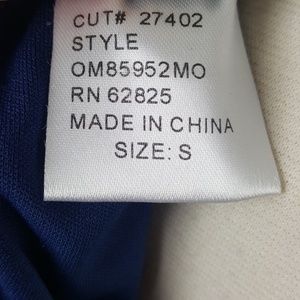 CUT# 27402
STYLE
OM85952MO
RN 62825
MADE IN CHINA
SIZE: S